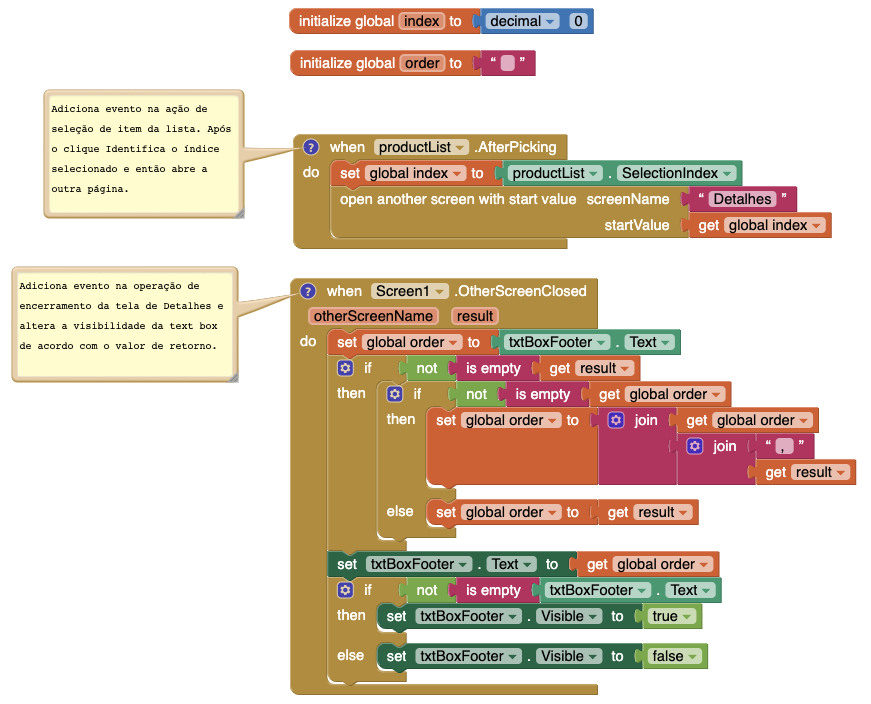 initialize global index to decimal 0
initialize global order to “ ”
Adiciona evento na ação de
seleção de item da lista. Após
o clique Identifica o índice
selecionado e então abre a
outra página.
? when productList .AfterPicking
do set global index to productList . SelectionIndex
open another screen with start value screenName “ Detalhes ”
startValue get global index
Adiciona evento na operação de
encerramento da tela de Detalhes e
altera a visibilidade da text box
de acordo com o valor de retorno.
? when Screen1 .OtherScreenClosed
otherScreenName result
do set global order to txtBoxFooter . Text
if not is empty get result
then if not is empty get global order
then set global order to join get global order
join “ , ”
get result
else set global order to get result
set txtBoxFooter . Text to get global order
if not is empty txtBoxFooter . Text
then set txtBoxFooter . Visible to true
else set txtBoxFooter . Visible to false